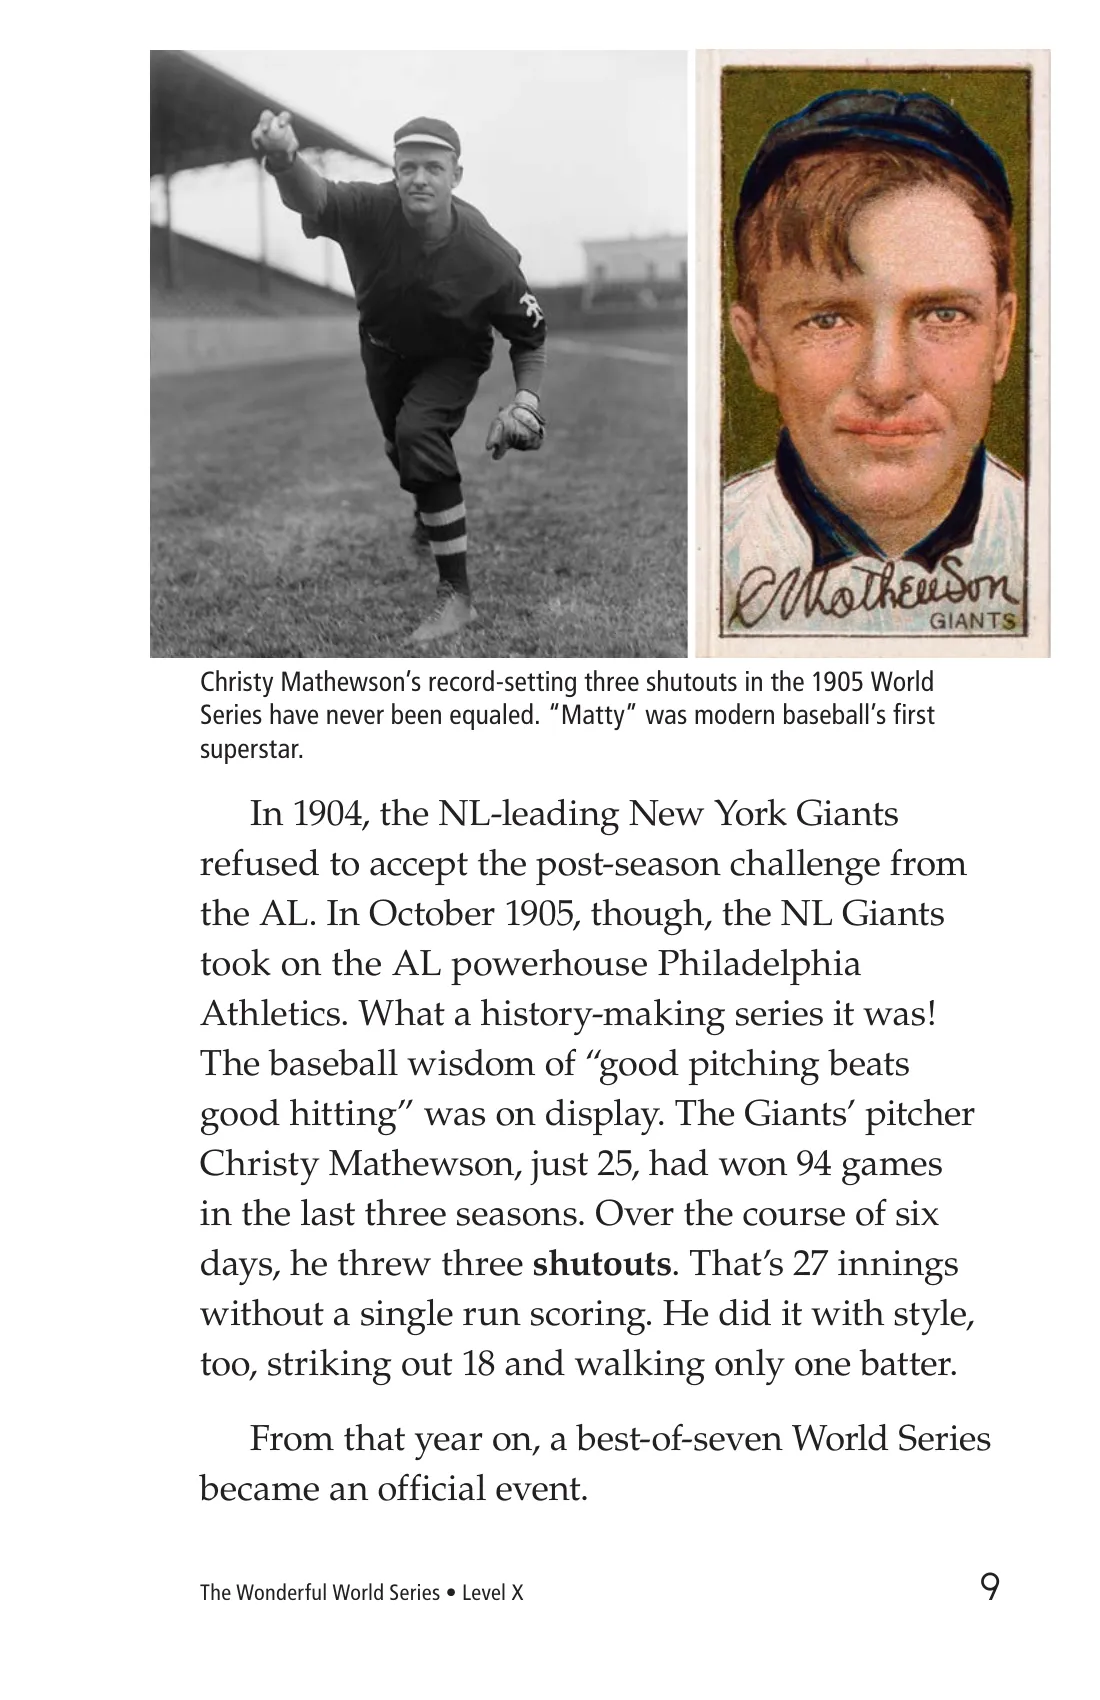 C Mathewson
GIANTS
Christy Mathewson’s record-setting three shutouts in the 1905 World
Series have never been equaled. “Matty” was modern baseball’s first
superstar.
In 1904, the NL-leading New York Giants
refused to accept the post-season challenge from
the AL. In October 1905, though, the NL Giants
took on the AL powerhouse Philadelphia
Athletics. What a history-making series it was!
The baseball wisdom of “good pitching beats
good hitting” was on display. The Giants’ pitcher
Christy Mathewson, just 25, had won 94 games
in the last three seasons. Over the course of six
days, he threw three shutouts. That’s 27 innings
without a single run scoring. He did it with style,
too, striking out 18 and walking only one batter.
From that year on, a best-of-seven World Series
became an official event.
The Wonderful World Series • Level X
9